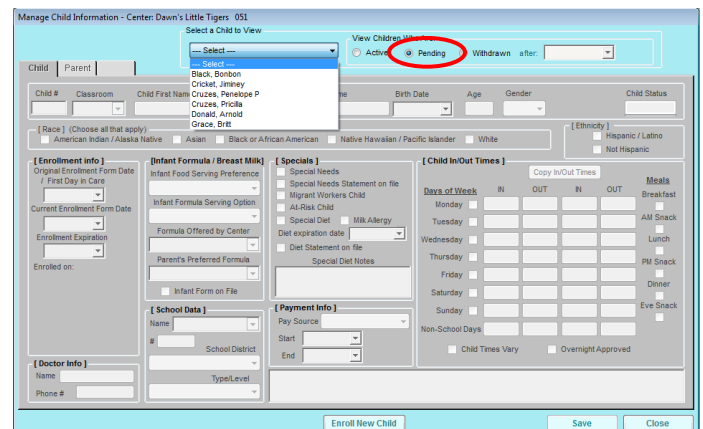 Manage Child Information - Center: Dawn's Little Tigers 051
Select a Child to View
View Children
--- Select ---
Active
Pending
Withdrawn after:
--- Select ---
Black, Bonbon
Cricket, Jiminey
Cruzes, Penelope P
Cruzes, Pricilla
Donald, Arnold
Grace, Britt
Child Parent
Child # Classroom Child First Name Birth Date Age Gender Child Status
[ Race ] (Choose all that apply)
American Indian / Alaska Native Asian Black or African American Native Hawaiian / Pacific Islander White
[ Ethnicity ]
Hispanic / Latino
Not Hispanic
[ Enrollment info ]
Original Enrollment Form Date
/ First Day in Care
Current Enrollment Form Date
Enrollment Expiration
Enrolled on:
[ Doctor Info ]
Name
Phone #
[Infant Formula / Breast Milk]
Infant Food Serving Preference
Infant Formula Serving Option
Formula Offered by Center
Parent's Preferred Formula
Infant Form on File
[ School Data ]
Name
#
School District
Type/Level
[ Specials ]
Special Needs
Special Needs Statement on file
Migrant Workers Child
At-Risk Child
Special Diet Milk Allergy
Diet expiration date
Diet Statement on file
Special Diet Notes
[ Payment Info ]
Pay Source
Start
End
[ Child In/Out Times ]
Copy In/Out Times
Days of Week IN OUT IN OUT
Monday
Tuesday
Wednesday
Thursday
Friday
Saturday
Sunday
Non-School Days
Child Times Vary Overnight Approved
Meals
Breakfast
AM Snack
Lunch
PM Snack
Dinner
Eve Snack
Enroll New Child Save Close